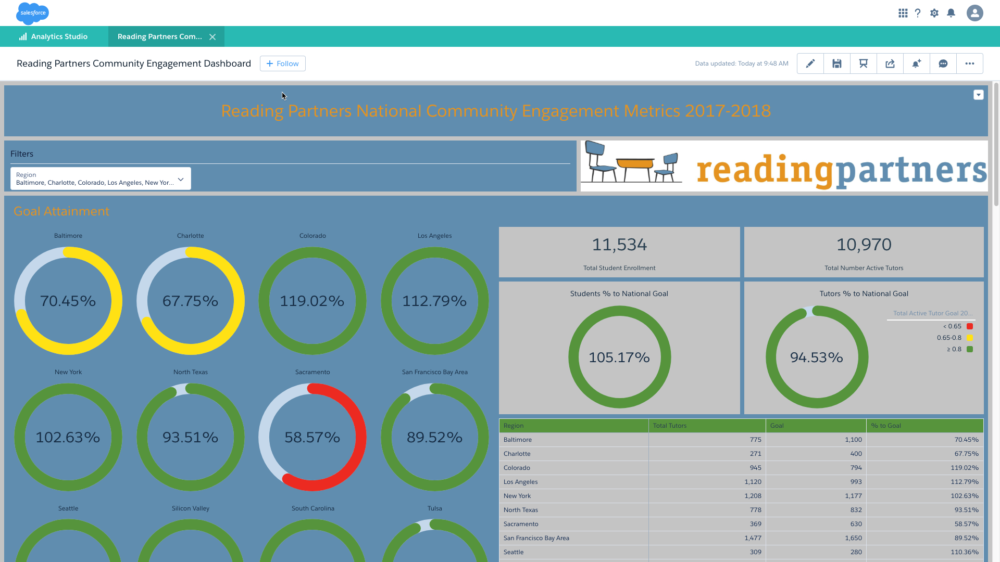 salesforce
?
Analytics Studio
Reading Partners Com...
Reading Partners Community Engagement Dashboard
+ Follow
Data updated: Today at 9:48 AM
Reading Partners National Community Engagement Metrics 2017-2018
Filters
Region
Baltimore, Charlotte, Colorado, Los Angeles, New Yor...
readingpartners
Goal Attainment
Baltimore Charlotte Colorado Los Angeles
70.45% 67.75% 119.02% 112.79%
New York North Texas Sacramento San Francisco Bay Area
102.63% 93.51% 58.57% 89.52%
Seattle Silicon Valley South Carolina Tulsa
11,534
Total Student Enrollment
10,970
Total Number Active Tutors
Students % to National Goal
105.17%
Tutors % to National Goal
94.53%
Total Active Tutor Goal 20...
< 0.65
0.65-0.8
≥ 0.8
Region Total Tutors Goal % to Goal
Baltimore 775 1,100 70.45%
Charlotte 271 400 67.75%
Colorado 945 794 119.02%
Los Angeles 1,120 993 112.79%
New York 1,208 1,177 102.63%
North Texas 778 832 93.51%
Sacramento 369 630 58.57%
San Francisco Bay Area 1,477 1,650 89.52%
Seattle 309 280 110.36%